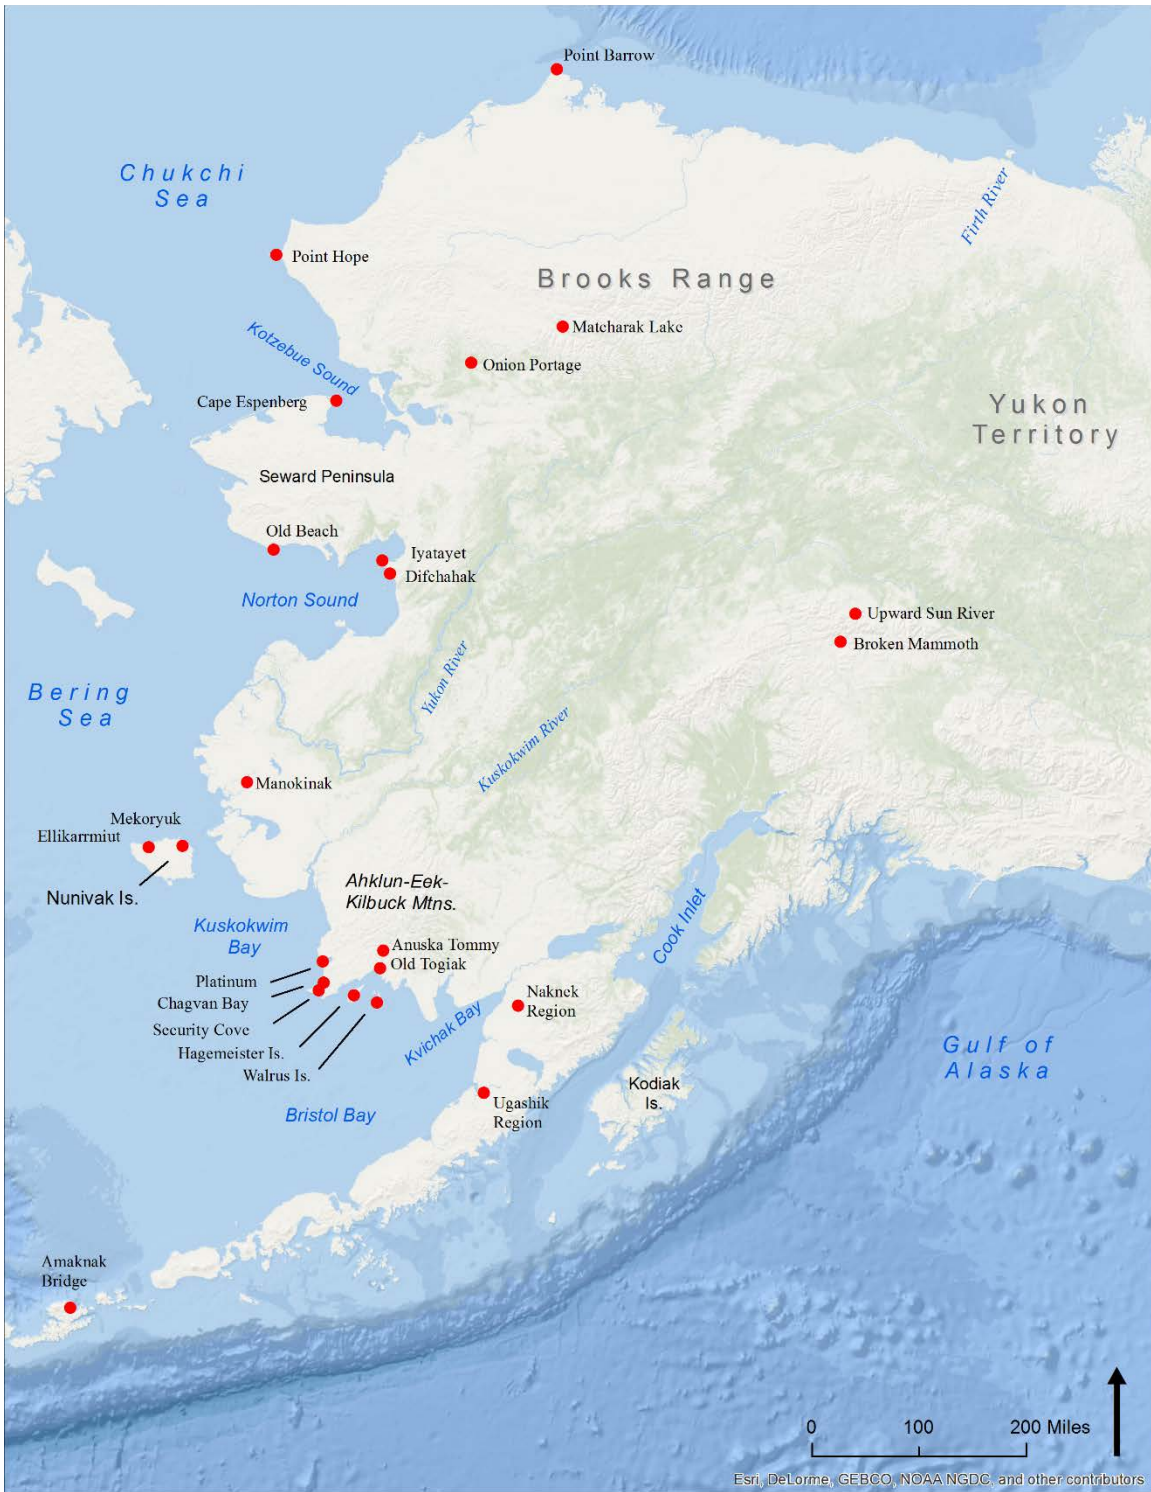 Point Barrow
Chukchi
Sea
Firth River
Point Hope
Brooks Range
Kotzebue Sound
Matcharak Lake
Onion Portage
Cape Espenberg
Yukon
Territory
Seward Peninsula
Old Beach
Iyatayet
Difchahak
Norton Sound
Upward Sun River
Broken Mammoth
Yukon River
Bering
Sea
Kuskokwim River
Manokinak
Mekoryuk
Ellikarrmiut
Nunivak Is.
Ahklun-Eek-
Kilbuck Mtns.
Cook Inlet
Kuskokwim
Bay
Anuska Tommy
Old Togiak
Platinum
Chagvan Bay
Security Cove
Hagemeister Is.
Walrus Is.
Kvichak Bay
Naknek
Region
Gulf of
Alaska
Kodiak
Is.
Ugashik
Region
Bristol Bay
Amaknak
Bridge
0 100 200 Miles
Esri, DeLorme, GEBCO, NOAA NGDC, and other contributors